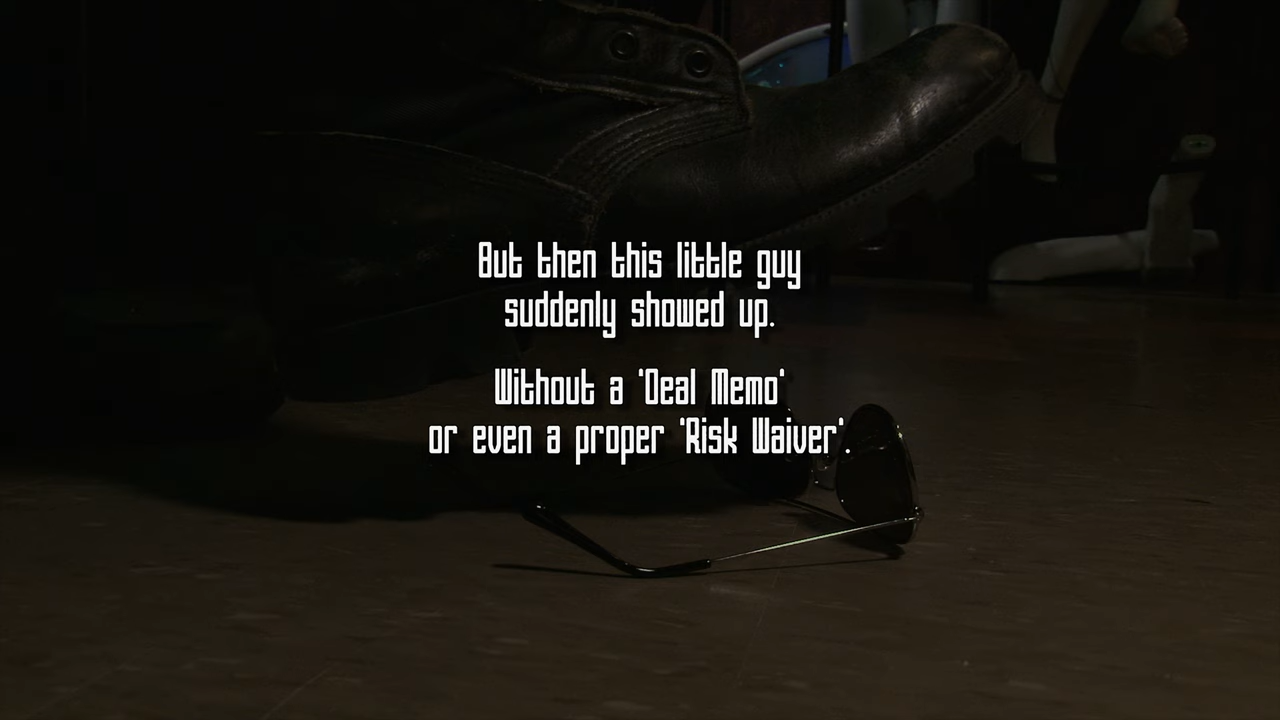 But then this little guy
suddenly showed up.
Without a 'Deal Memo'
or even a proper 'Risk Waiver'.